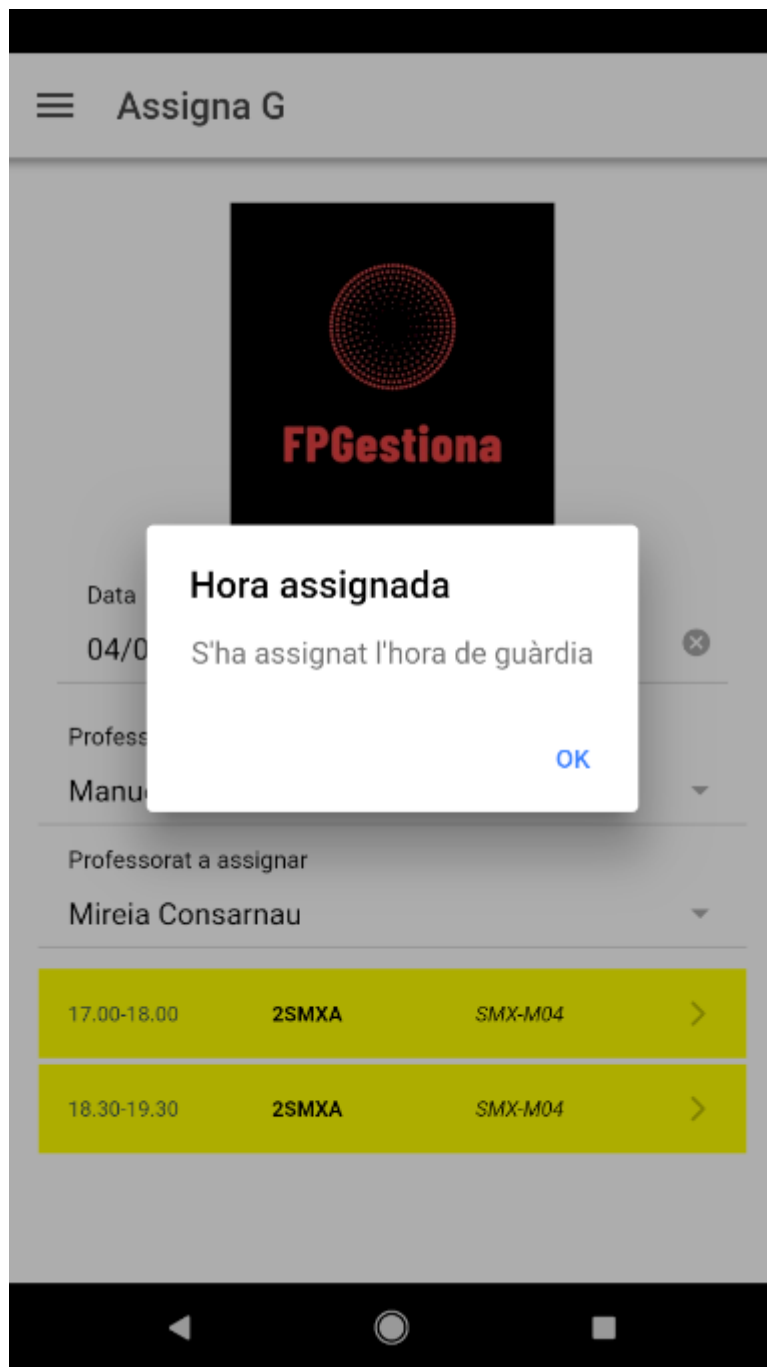 Assigna G
FPGestiona
Hora assignada
S'ha assignat l'hora de guàrdia
OK
Data
04/0
Profess
Manu
Professorat a assignar
Mireia Consarnau
17.00-18.00 2SMXA SMX-M04
18.30-19.30 2SMXA SMX-M04